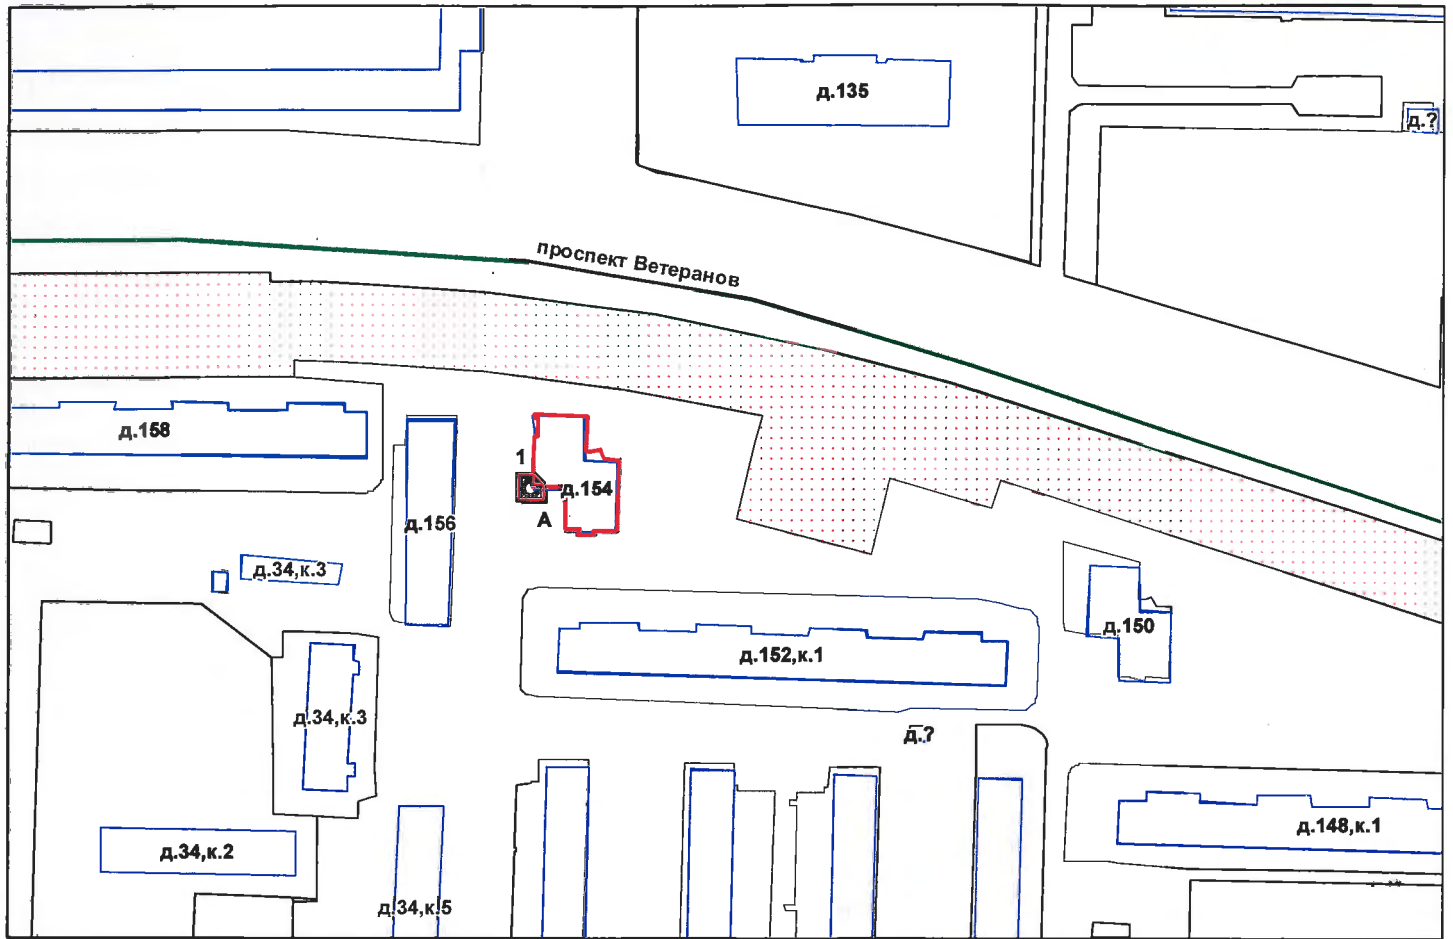 д.135
д.?
проспект Ветеранов
д.158
1
д.154
А
д.156
д.34,к.3
д.150
д.152,к.1
д.34,к.3
д.?
д.148,к.1
д.34,к.2
д.34,к.5